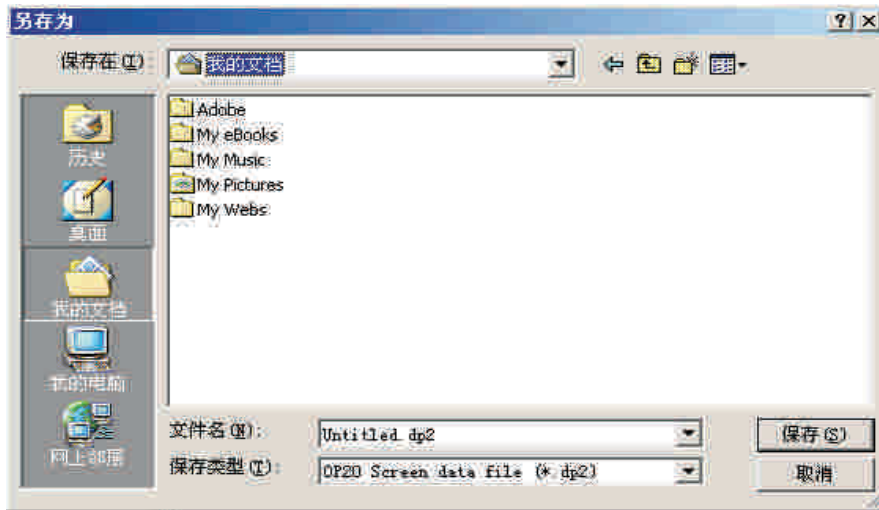 另存为
保存在(I): 我的文档
Adobe
My eBooks
My Music
My Pictures
My Webs
历史
桌面
我的文档
我的电脑
网上邻居
文件名(N): Untitled.dp2 保存(S)
保存类型(T): OP20 Screen data file (*.dp2) 取消